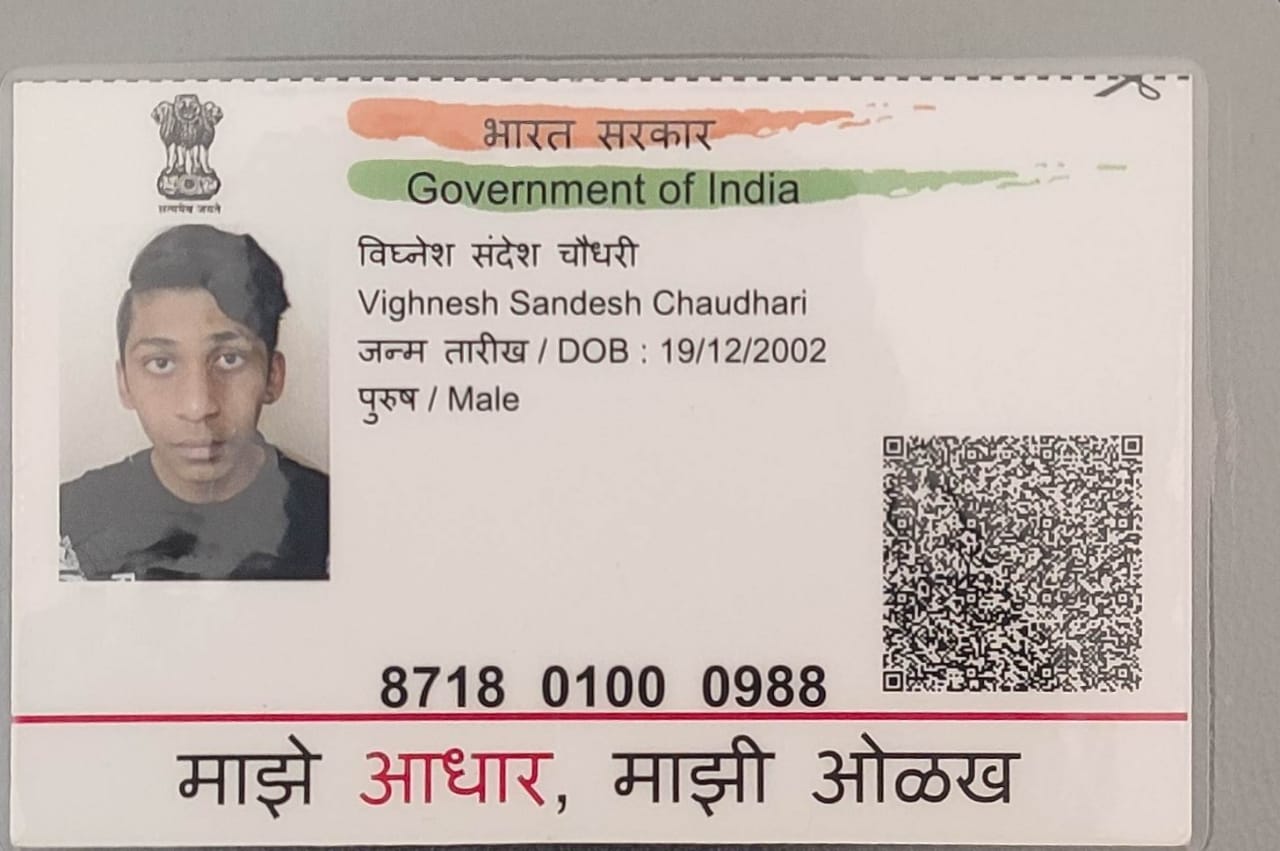 भारत सरकार
Government of India
सत्यमेव जयते
विघ्नेश संदेश चौधरी
Vighnesh Sandesh Chaudhari
जन्म तारीख / DOB : 19/12/2002
पुरुष / Male
8718 0100 0988
माझे आधार, माझी ओळख